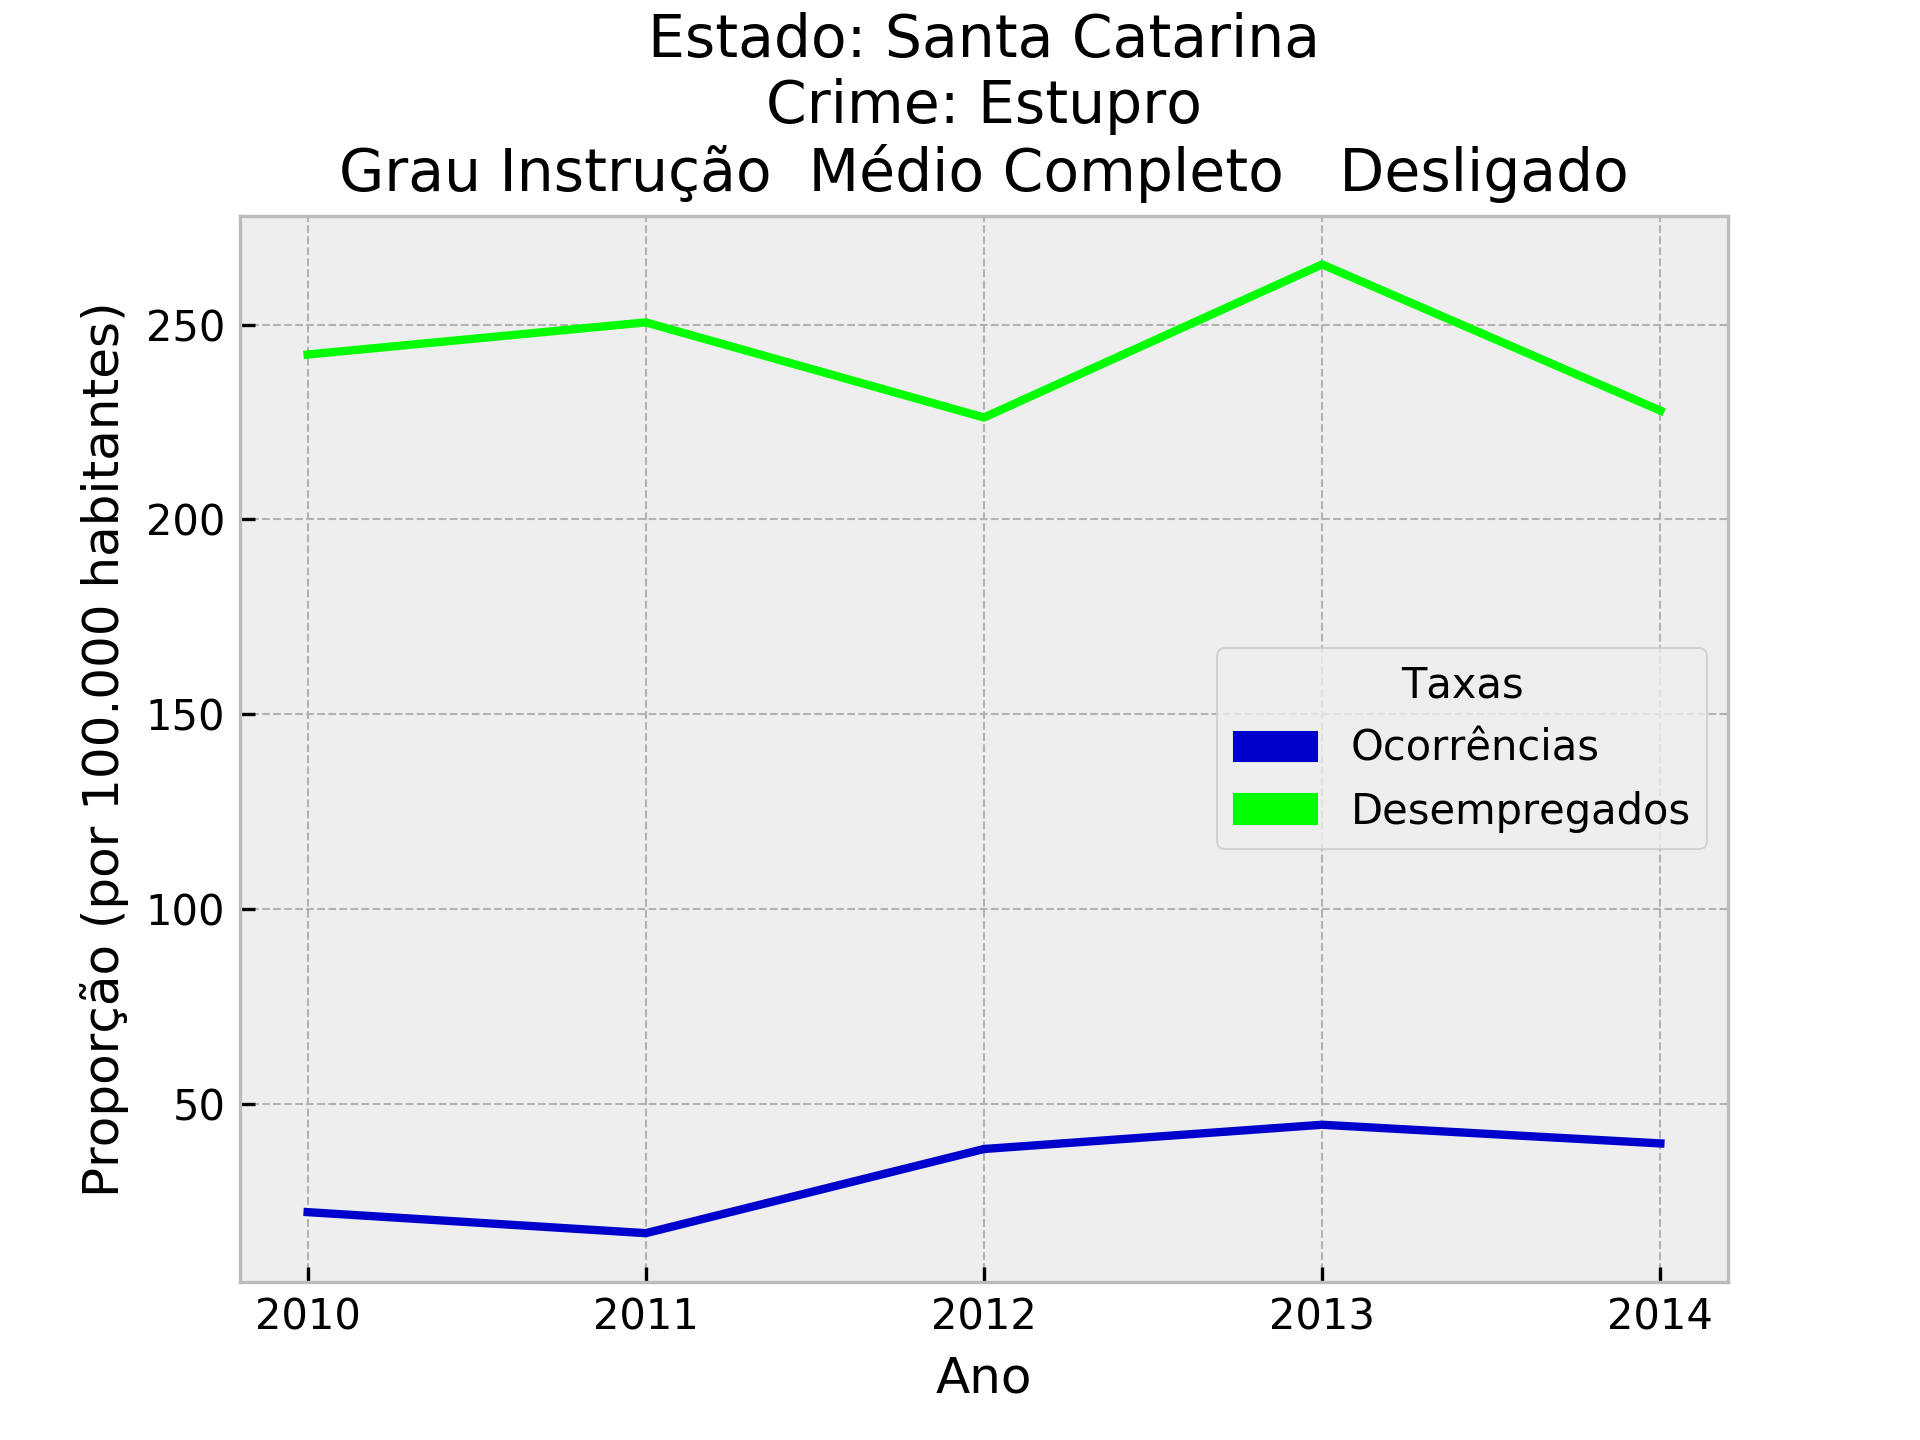 Estado: Santa Catarina
Crime: Estupro
Grau Instrução  Médio Completo   Desligado
Proporção (por 100.000 habitantes)
250
200
150
100
50
Taxas
Ocorrências
Desempregados
2010 2011 2012 2013 2014
Ano